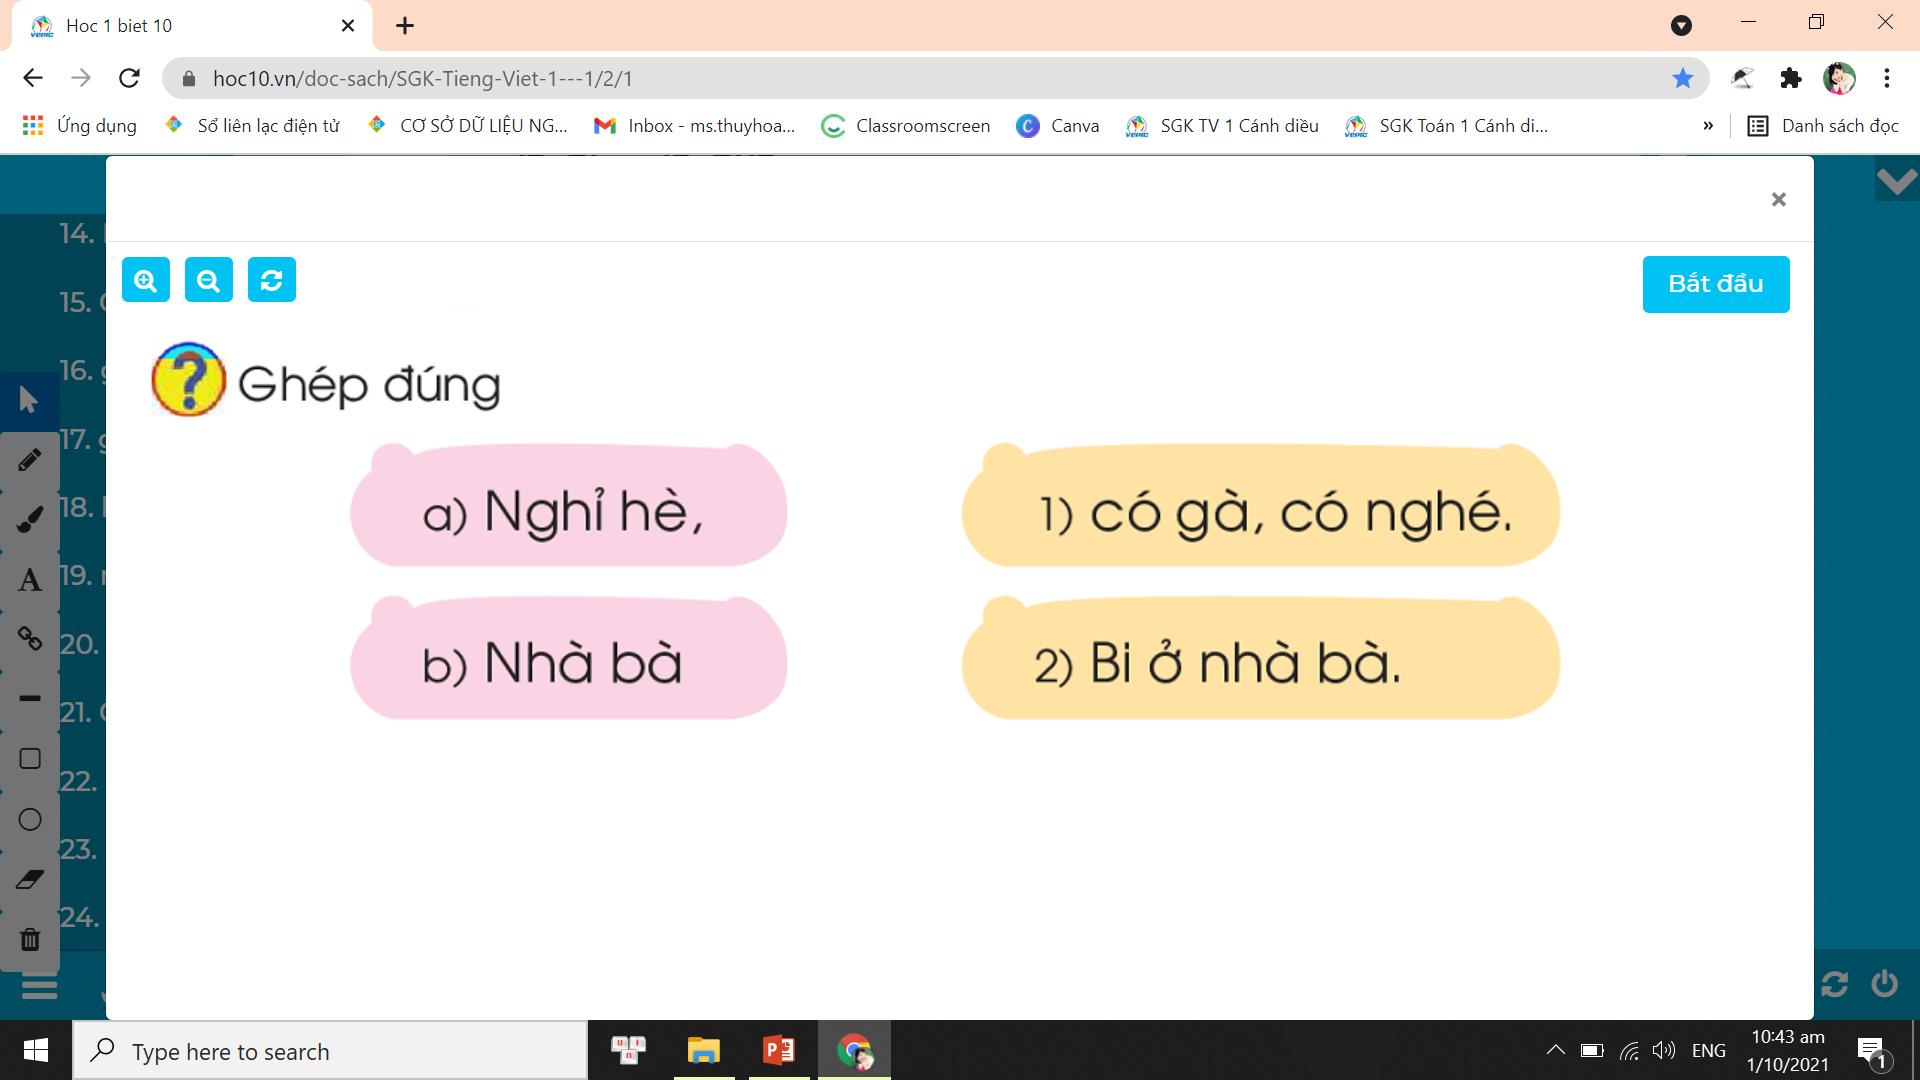 Hoc 1 biet 10
hoc10.vn/doc-sach/SGK-Tieng-Viet-1---1/2/1
Ứng dụng Sổ liên lạc điện tử CƠ SỞ DỮ LIỆU NG... Inbox - ms.thuyhoa... Classroomscreen Canva SGK TV 1 Cánh diều SGK Toán 1 Cánh di... » Danh sách đọc
14.
15.
16.
17.
18.
19.
20.
21.
22.
23.
24.
Bắt đầu
Ghép đúng
a) Nghỉ hè,
1) có gà, có nghé.
b) Nhà bà
2) Bi ở nhà bà.
Type here to search
ENG
10:43 am
1/10/2021
1